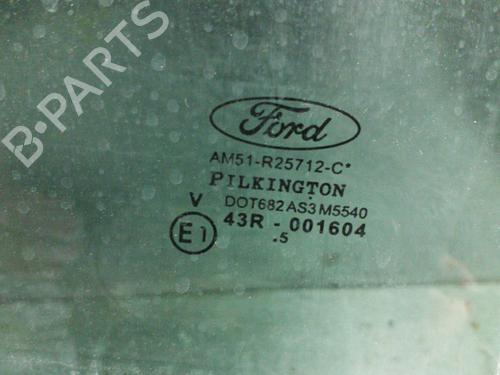 B·PARTS
Ford
AM51-R25712-C*
PILKINGTON
V DOT682 AS3 M5540
E1 43R - 001604
.5